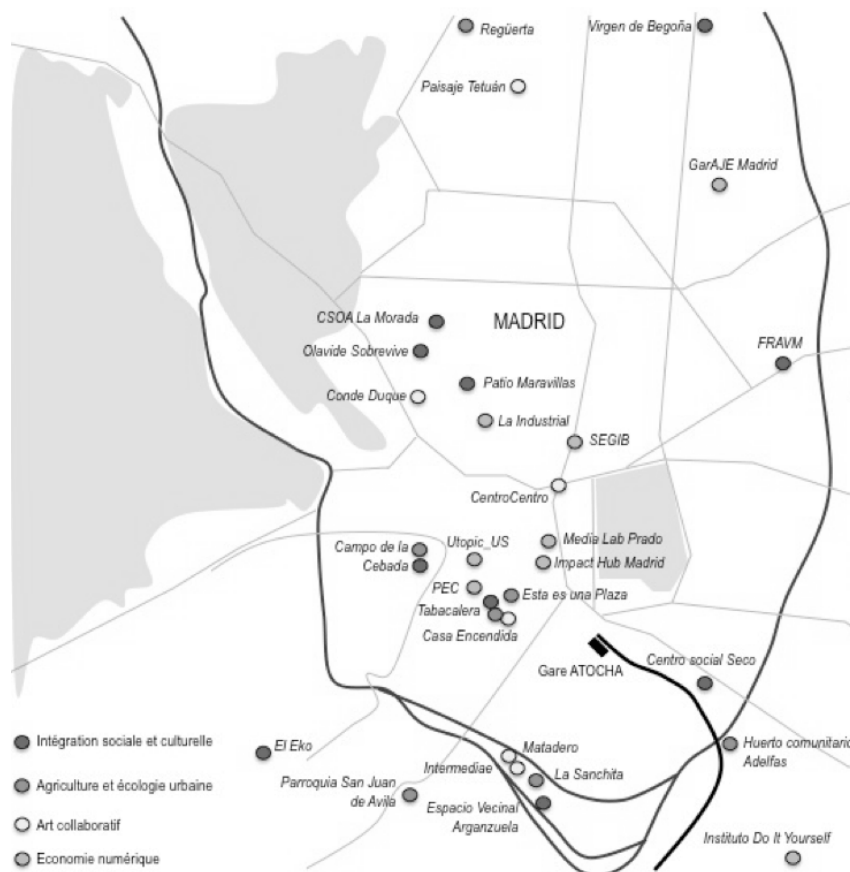 Regüerta
Virgen de Begoña
Paisaje Tetuán
GarAJE Madrid
CSOA La Morada
MADRID
Olavide Sobrevive
FRAVM
Patio Maravillas
Conde Duque
La Industrial
SEGIB
CentroCentro
Campo de la
Cebada
Utopic_US
Media Lab Prado
Impact Hub Madrid
PEC
Esta es una Plaza
Tabacalera
Casa Encendida
Gare ATOCHA
Centro social Seco
Intégration sociale et culturelle
El Eko
Matadero
Huerto comunitario
Adelfas
Agriculture et écologie urbaine
Parroquia San Juan
de Avila
Intermediae
La Sanchita
Espacio Vecinal
Arganzuela
Art collaboratif
Instituto Do It Yourself
Economie numérique